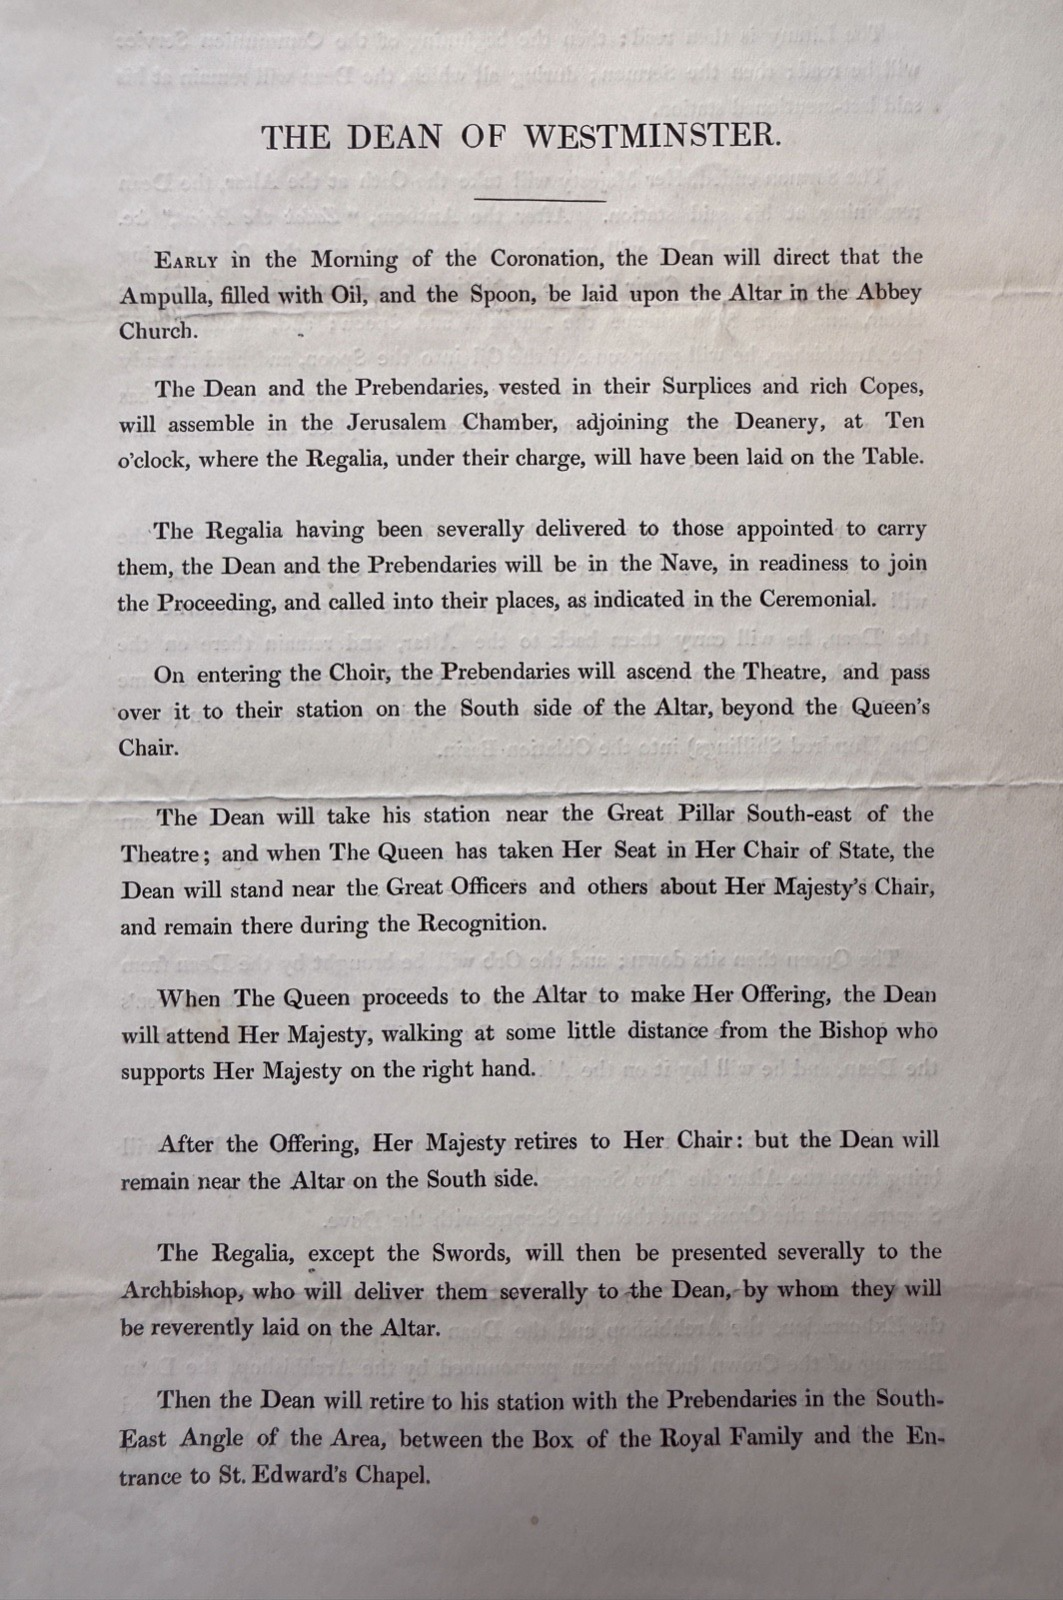 THE DEAN OF WESTMINSTER.
EARLY in the Morning of the Coronation, the Dean will direct that the
Ampulla, filled with Oil, and the Spoon, be laid upon the Altar in the Abbey
Church.
The Dean and the Prebendaries, vested in their Surplices and rich Copes,
will assemble in the Jerusalem Chamber, adjoining the Deanery, at Ten
o'clock, where the Regalia, under their charge, will have been laid on the Table.
The Regalia having been severally delivered to those appointed to carry
them, the Dean and the Prebendaries will be in the Nave, in readiness to join
the Proceeding, and called into their places, as indicated in the Ceremonial.
On entering the Choir, the Prebendaries will ascend the Theatre, and pass
over it to their station on the South side of the Altar, beyond the Queen's
Chair.
The Dean will take his station near the Great Pillar South-east of the
Theatre; and when The Queen has taken Her Seat in Her Chair of State, the
Dean will stand near the Great Officers and others about Her Majesty's Chair,
and remain there during the Recognition.
When The Queen proceeds to the Altar to make Her Offering, the Dean
will attend Her Majesty, walking at some little distance from the Bishop who
supports Her Majesty on the right hand.
After the Offering, Her Majesty retires to Her Chair: but the Dean will
remain near the Altar on the South side.
The Regalia, except the Swords, will then be presented severally to the
Archbishop, who will deliver them severally to the Dean, by whom they will
be reverently laid on the Altar.
Then the Dean will retire to his station with the Prebendaries in the South-
East Angle of the Area, between the Box of the Royal Family and the En-
trance to St. Edward's Chapel.